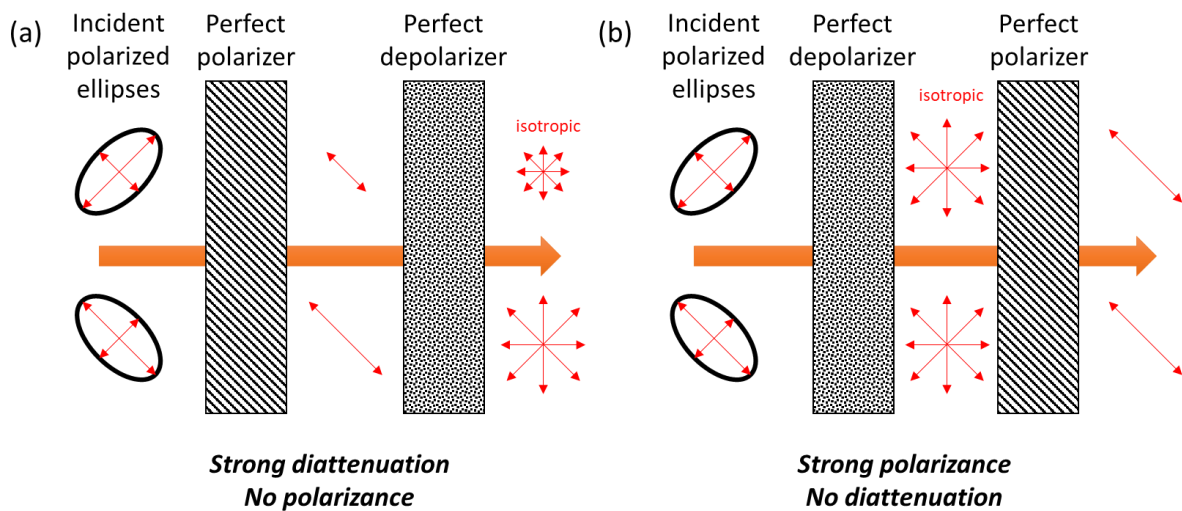 (a)
Incident
polarized
ellipses
Perfect
polarizer
Perfect
depolarizer
isotropic
Strong diattenuation
No polarizance
(b)
Incident
polarized
ellipses
Perfect
depolarizer
Perfect
polarizer
isotropic
Strong polarizance
No diattenuation